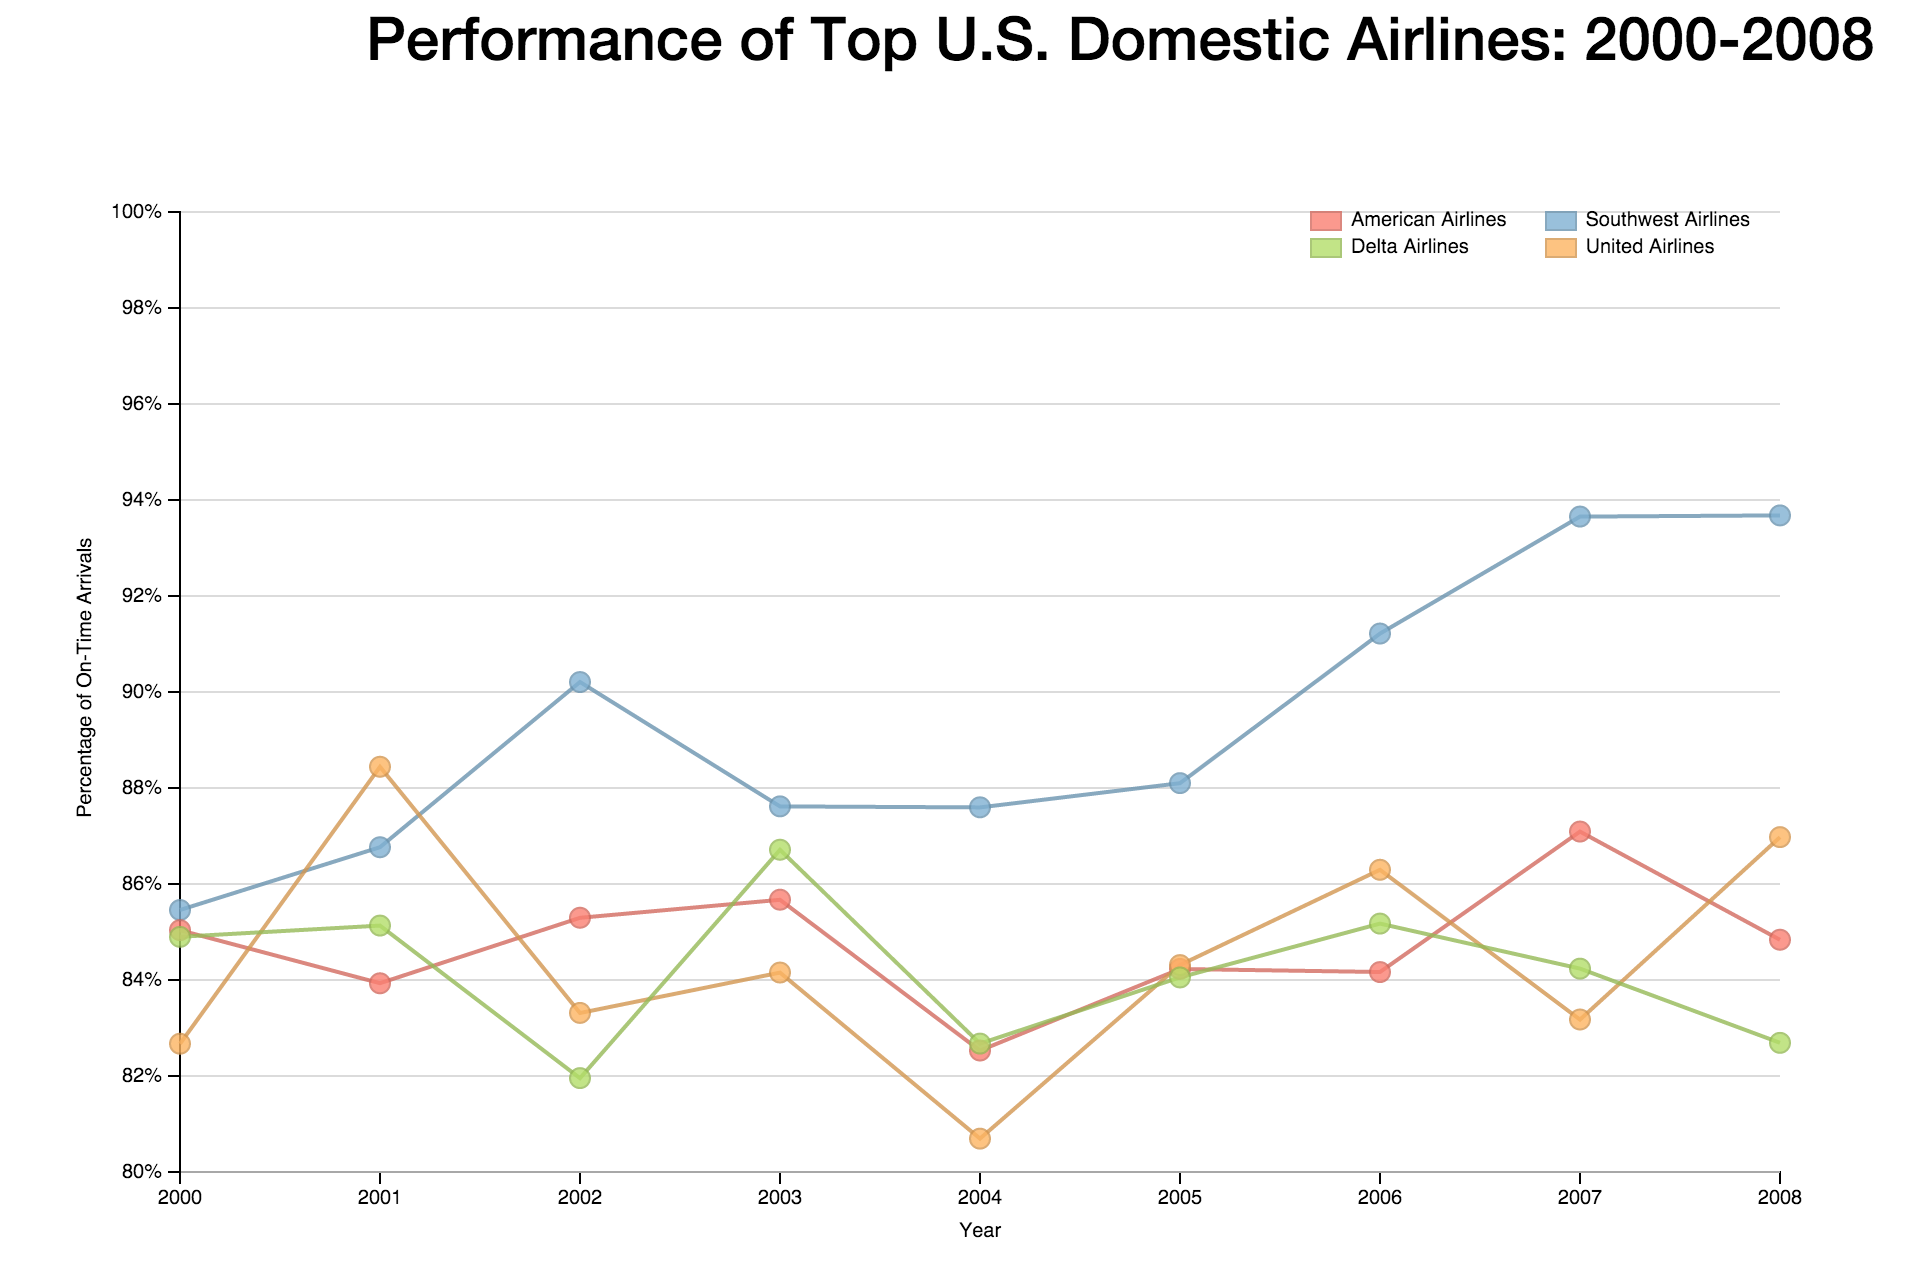 Performance of Top U.S. Domestic Airlines: 2000-2008
American Airlines
Southwest Airlines
Delta Airlines
United Airlines
Percentage of On-Time Arrivals
100%
98%
96%
94%
92%
90%
88%
86%
84%
82%
80%
2000 2001 2002 2003 2004 2005 2006 2007 2008
Year